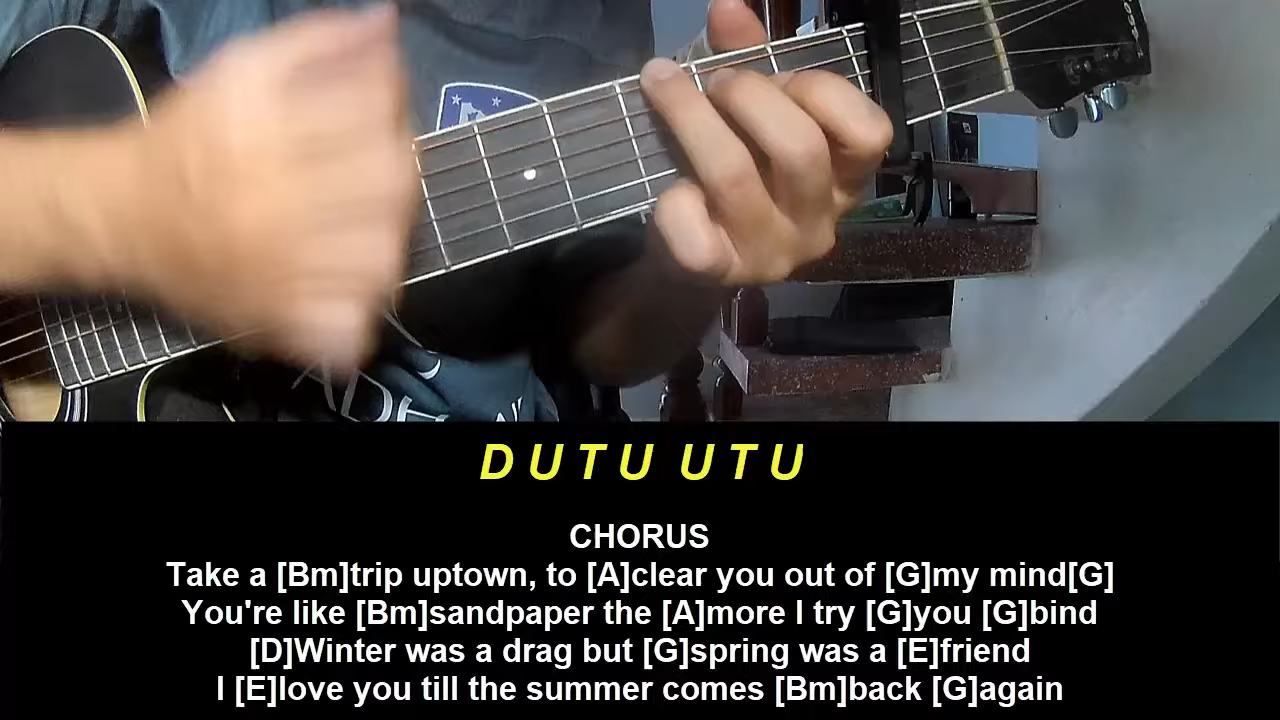 D U T U U T U
CHORUS
Take a [Bm]trip uptown, to [A]clear you out of [G]my mind[G]
You're like [Bm]sandpaper the [A]more I try [G]you [G]bind
[D]Winter was a drag but [G]spring was a [E]friend
I [E]love you till the summer comes [Bm]back [G]again